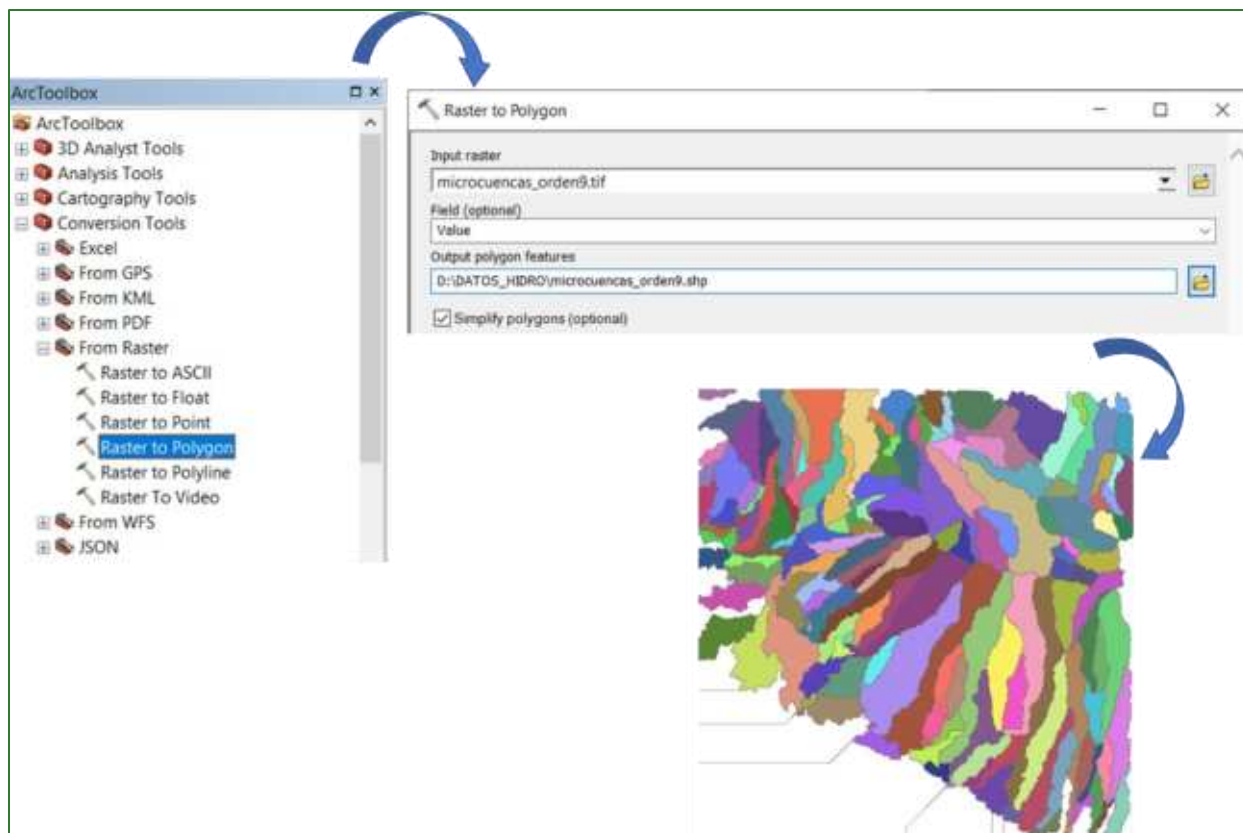 ArcToolbox
ArcToolbox
3D Analyst Tools
Analysis Tools
Cartography Tools
Conversion Tools
Excel
From GPS
From KML
From PDF
From Raster
Raster to ASCII
Raster to Float
Raster to Point
Raster to Polygon
Raster to Polyline
Raster To Video
From WFS
JSON
Raster to Polygon
Input raster
microcuencas_orden9.tif
Field (optional)
Value
Output polygon features
D:\DATOS_HIDRO\microcuencas_orden9.shp
Simplify polygons (optional)